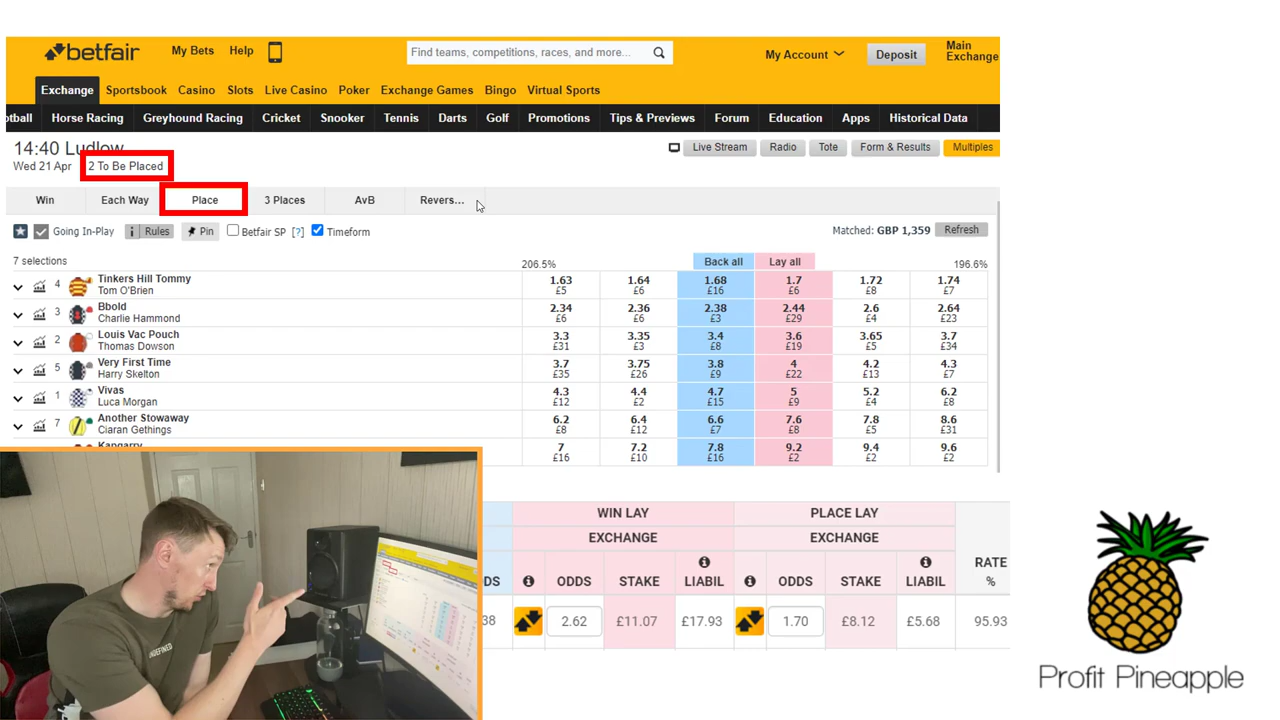 betfair
My Bets
Help
Find teams, competitions, races, and more...
My Account
Deposit
Main
Exchange
Exchange Sportsbook Casino Slots Live Casino Poker Exchange Games Bingo Virtual Sports
otball Horse Racing Greyhound Racing Cricket Snooker Tennis Darts Golf Promotions Tips & Previews Forum Education Apps Historical Data
14:40 Ludlow
Wed 21 Apr 2 To Be Placed
Live Stream Radio Tote Form & Results Multiples
Win Each Way Place 3 Places AvB Revers...
Going In-Play i Rules Pin Betfair SP [?] Timeform
Matched: GBP 1,359 Refresh
7 selections
206.5% Back all Lay all 196.6%
4 Tinkers Hill Tommy 1.63 1.64 1.68 1.7 1.72 1.74
Tom O'Brien £5 £6 £16 £6 £8 £7
3 Bbold 2.34 2.36 2.38 2.44 2.6 2.64
Charlie Hammond £6 £6 £3 £29 £4 £23
2 Louis Vac Pouch 3.3 3.35 3.4 3.6 3.65 3.7
Thomas Dowson £31 £3 £8 £19 £5 £34
5 Very First Time 3.7 3.75 3.8 4 4.2 4.3
Harry Skelton £35 £26 £9 £22 £13 £7
1 Vivas 4.3 4.4 4.7 5 5.2 6.2
Luca Morgan £12 £2 £15 £9 £4 £8
7 Another Stowaway 6.2 6.4 6.6 7.6 7.8 8.6
Ciaran Gethings £8 £12 £7 £8 £5 £31
7 7.2 7.8 9.2 9.4 9.6
£16 £10 £16 £2 £2 £2
WIN LAY PLACE LAY
EXCHANGE EXCHANGE
DS ODDS STAKE LIABIL ODDS STAKE LIABIL RATE
%
38 2.62 £11.07 £17.93 1.70 £8.12 £5.68 95.93
UNDEFINED
Profit Pineapple